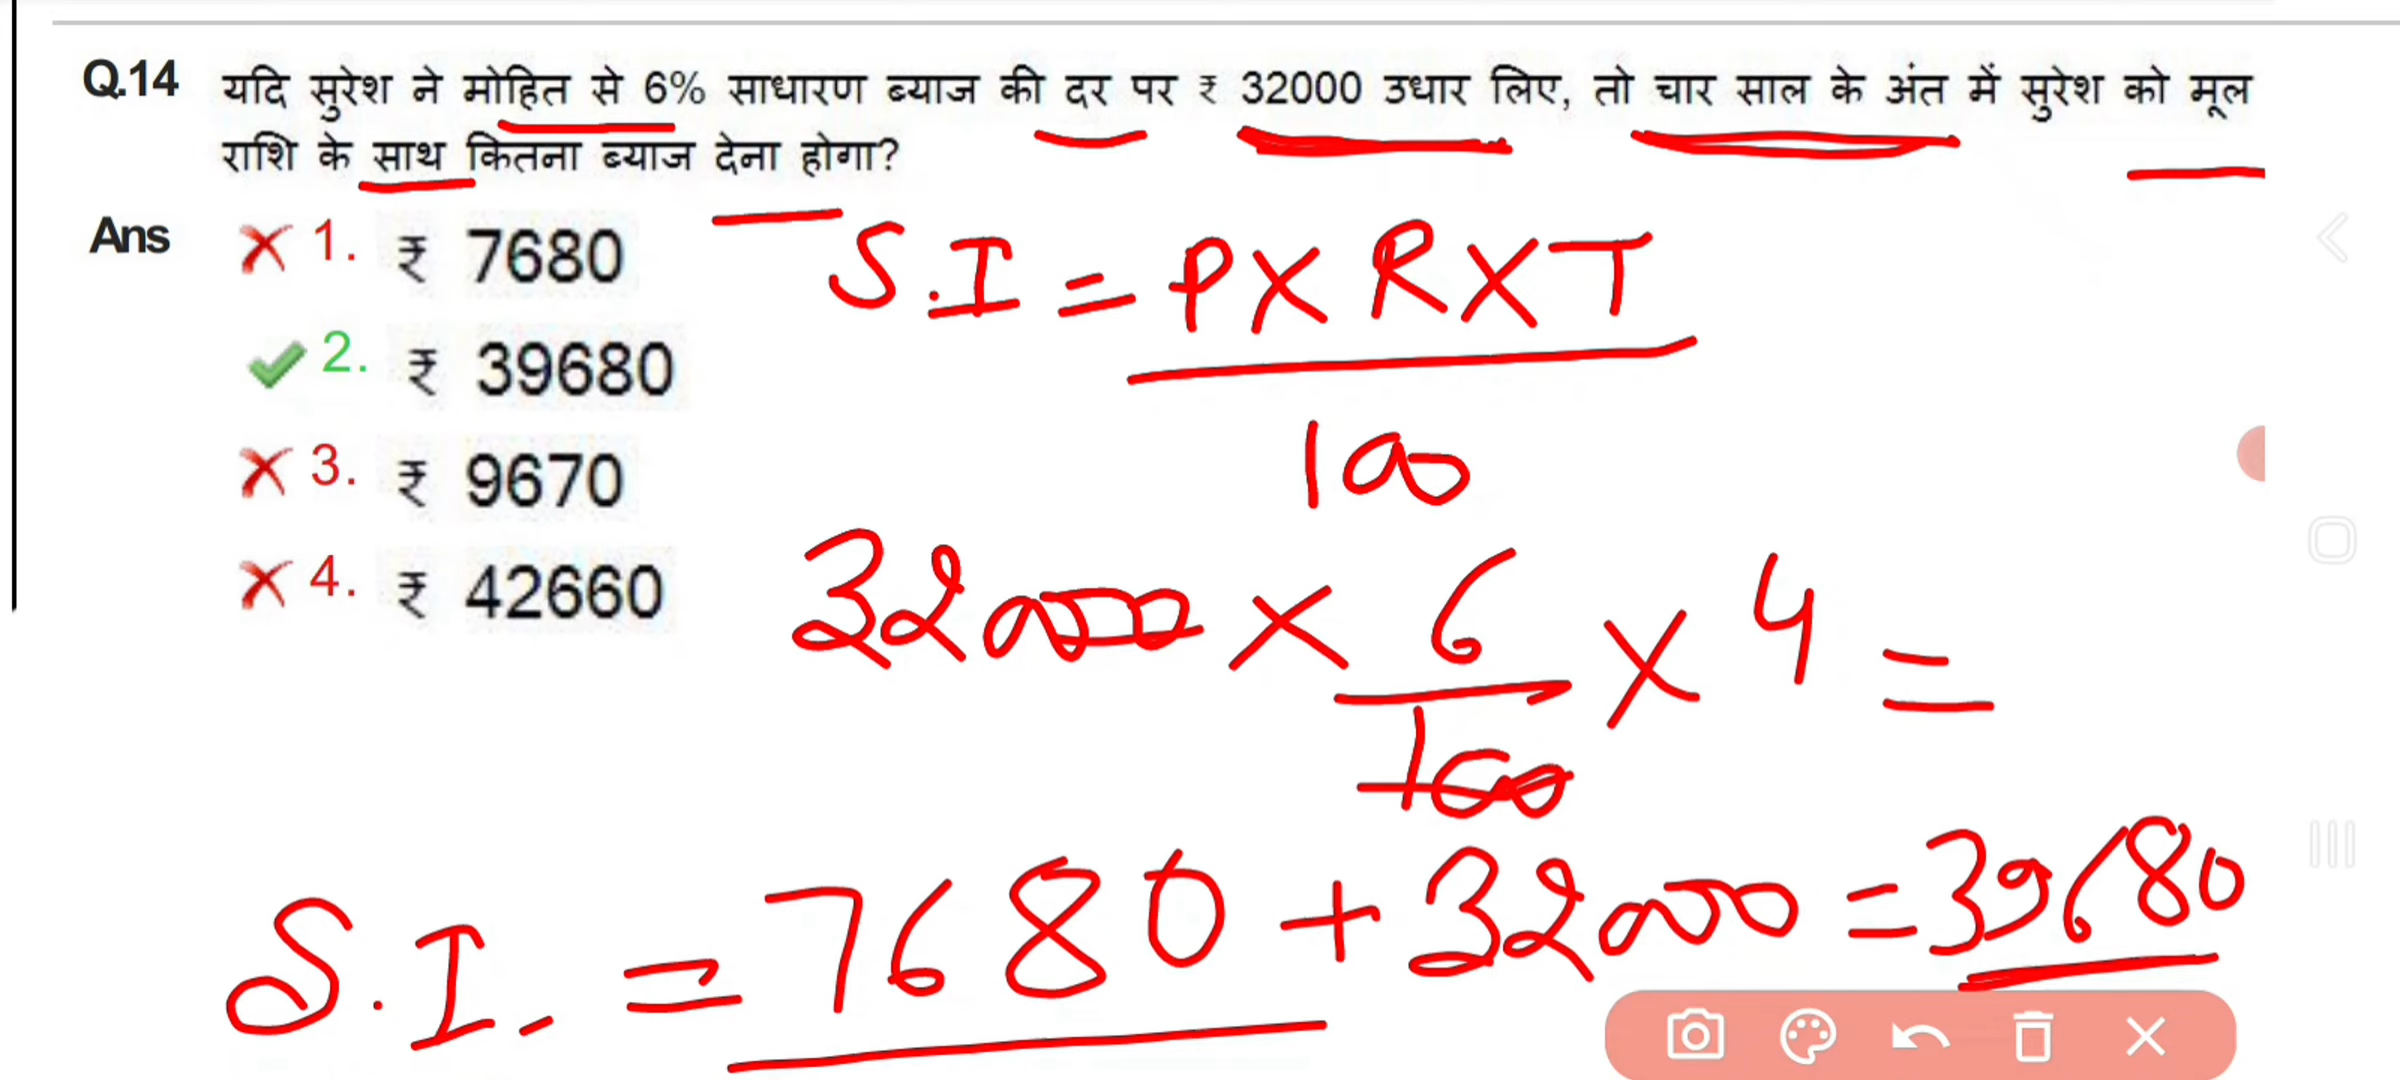 Q.14 यदि सुरेश ने मोहित से 6% साधारण ब्याज की दर पर ₹ 32000 उधार लिए, तो चार साल के अंत में सुरेश को मूल
राशि के साथ कितना ब्याज देना होगा?
Ans 1. ₹ 7680
2. ₹ 39680
3. ₹ 9670
4. ₹ 42660
S.I = P X R X T
100
32000 × 6 × 4 =
100
S.I. = 7680 + 32000 = 39680